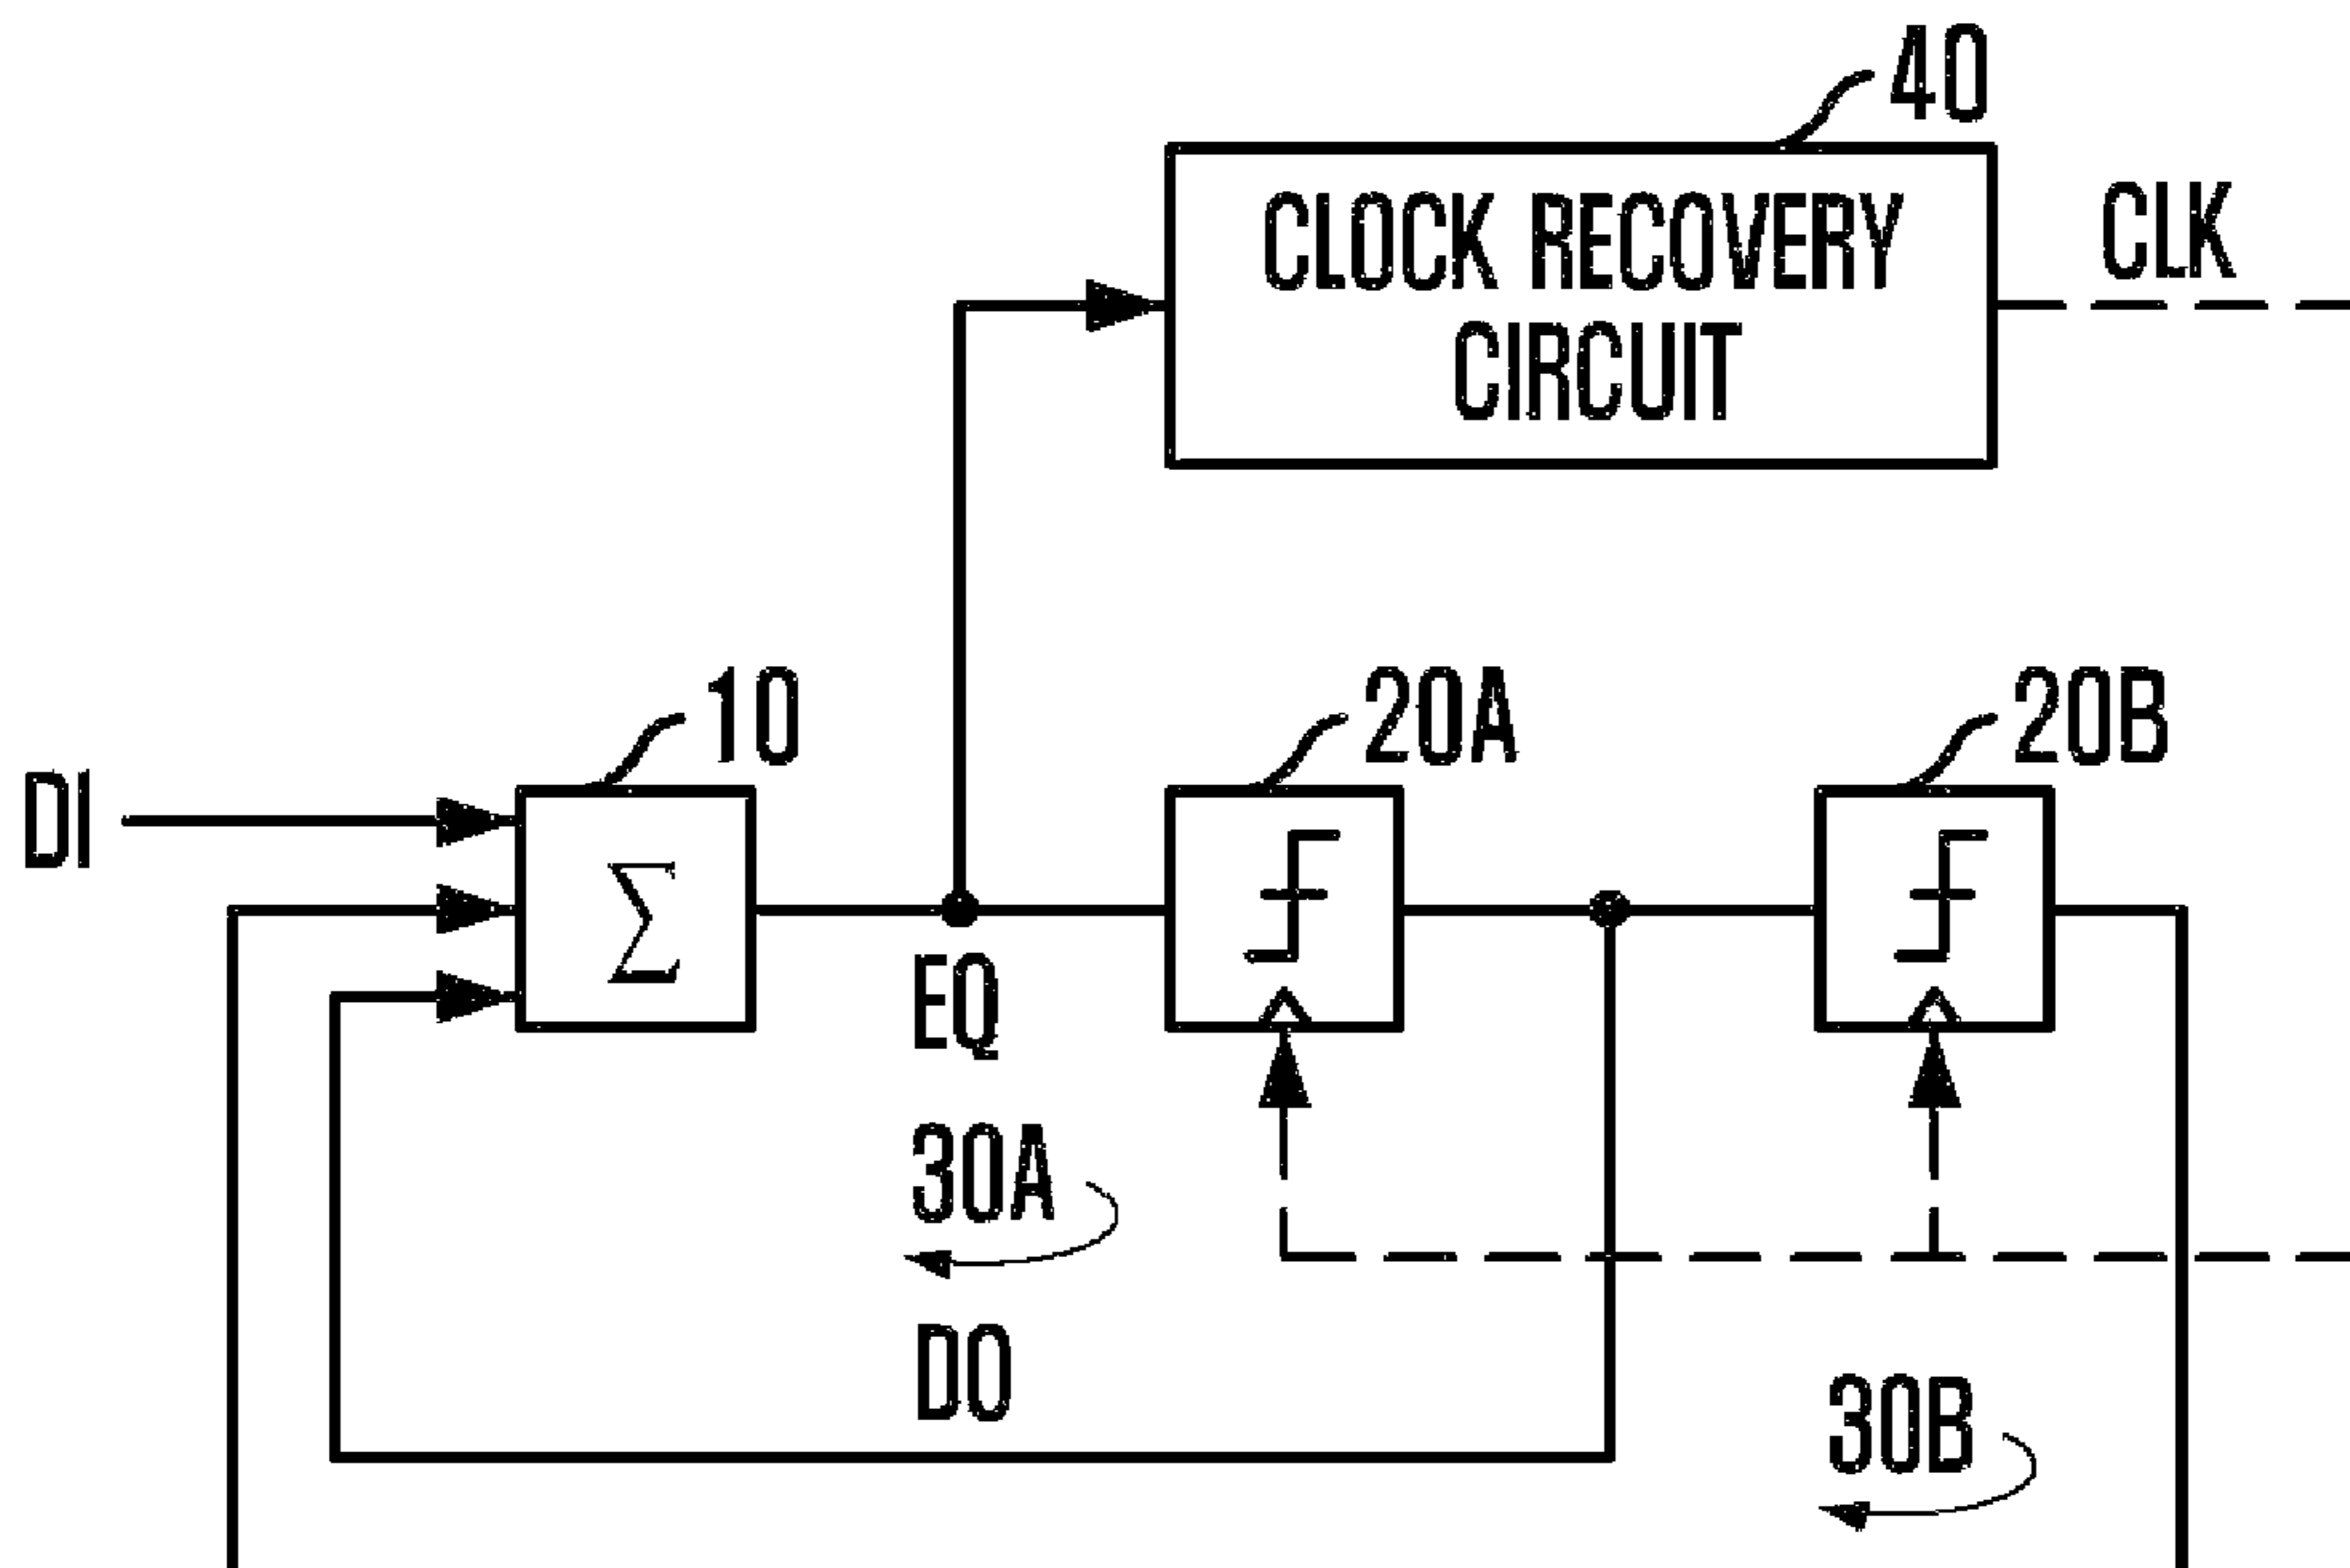 40
CLOCK RECOVERY
CIRCUIT
CLK
10
20A
20B
DI
Σ
EQ
30A
DO
30B